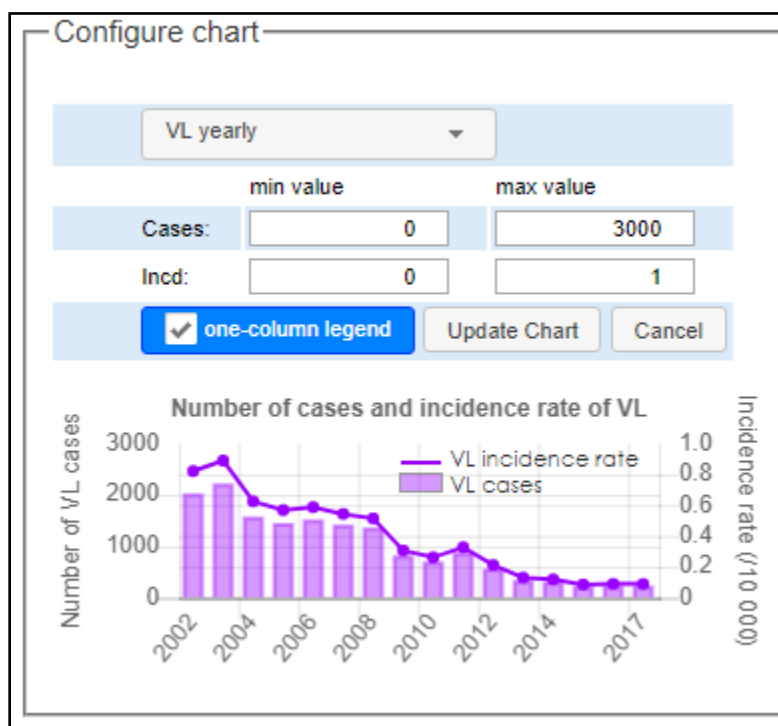 Configure chart
VL yearly
min value max value
Cases: 0 3000
Incd: 0 1
one-column legend Update Chart Cancel
Number of cases and incidence rate of VL
Number of VL cases
3000
2000
1000
0
VL incidence rate
VL cases
1.0
0.8
0.6
0.4
0.2
0
Incidence rate (/10 000)
2002 2004 2006 2008 2010 2012 2014 2017